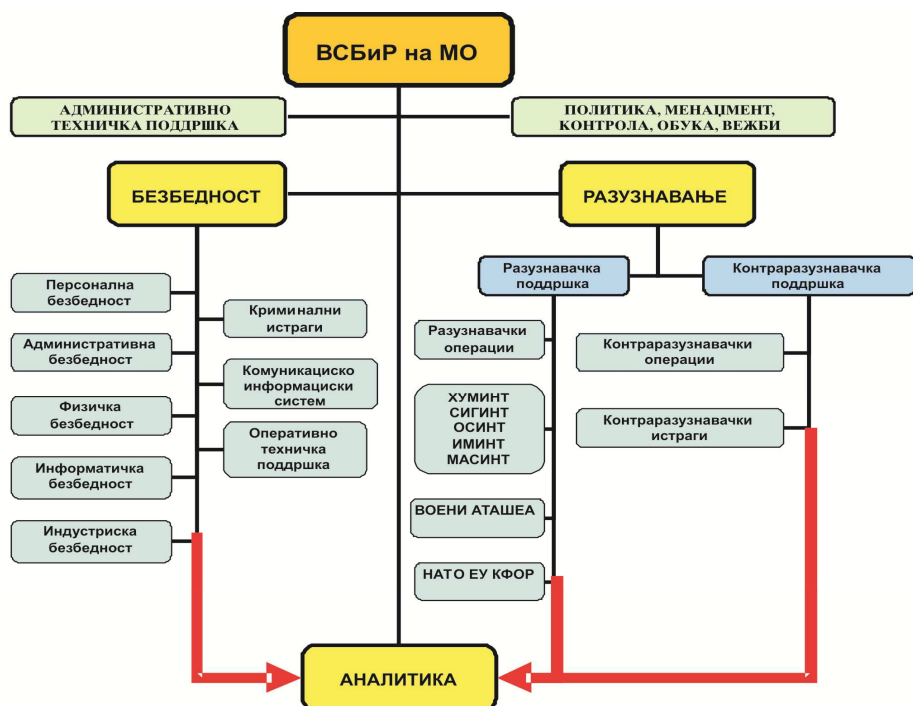 ВСБиР на МО
АДМИНИСТРАТИВНО
ТЕХНИЧКА ПОДДРШКА
ПОЛИТИКА, МЕНАЏМЕНТ,
КОНТРОЛА, ОБУКА, ВЕЖБИ
БЕЗБЕДНОСТ
РАЗУЗНАВАЊЕ
Персонална
безбедност
Криминални
истраги
Административна
безбедност
Комуникациско
информациски
систем
Физичка
безбедност
Оперативно
техничка
поддршка
Информатичка
безбедност
Индустриска
безбедност
Разузнавачка
поддршка
Контраразузнавачка
поддршка
Разузнавачки
операции
ХУМИНТ
СИГИНТ
ОСИНТ
ИМИНТ
МАСИНТ
ВОЕНИ АТАШЕА
НАТО ЕУ КФОР
Контраразузнавачки
операции
Контраразузнавачки
истраги
АНАЛИТИКА